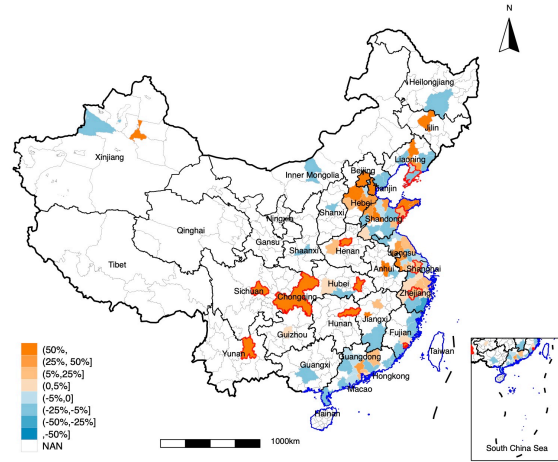 N
Heilongjiang
Jilin
Liaoning
Xinjiang
Inner Mongolia
Beijing
Tianjin
Hebei
Shanxi
Ningxia
Shandong
Qinghai
Gansu
Shaanxi
Henan
Jiangsu
Tibet
Anhui
Shanghai
Sichuan
Chongqing
Hubei
Zhejiang
Hunan
Jiangxi
Guizhou
Fujian
Yunan
Guangxi
Guangdong
Taiwan
Hongkong
Macao
Hainan
(50%,
(25%, 50%]
(5%,25%]
(0,5%]
(-5%,0]
(-25%,-5%]
(-50%,-25%]
,-50%]
NAN
1000km
South China Sea